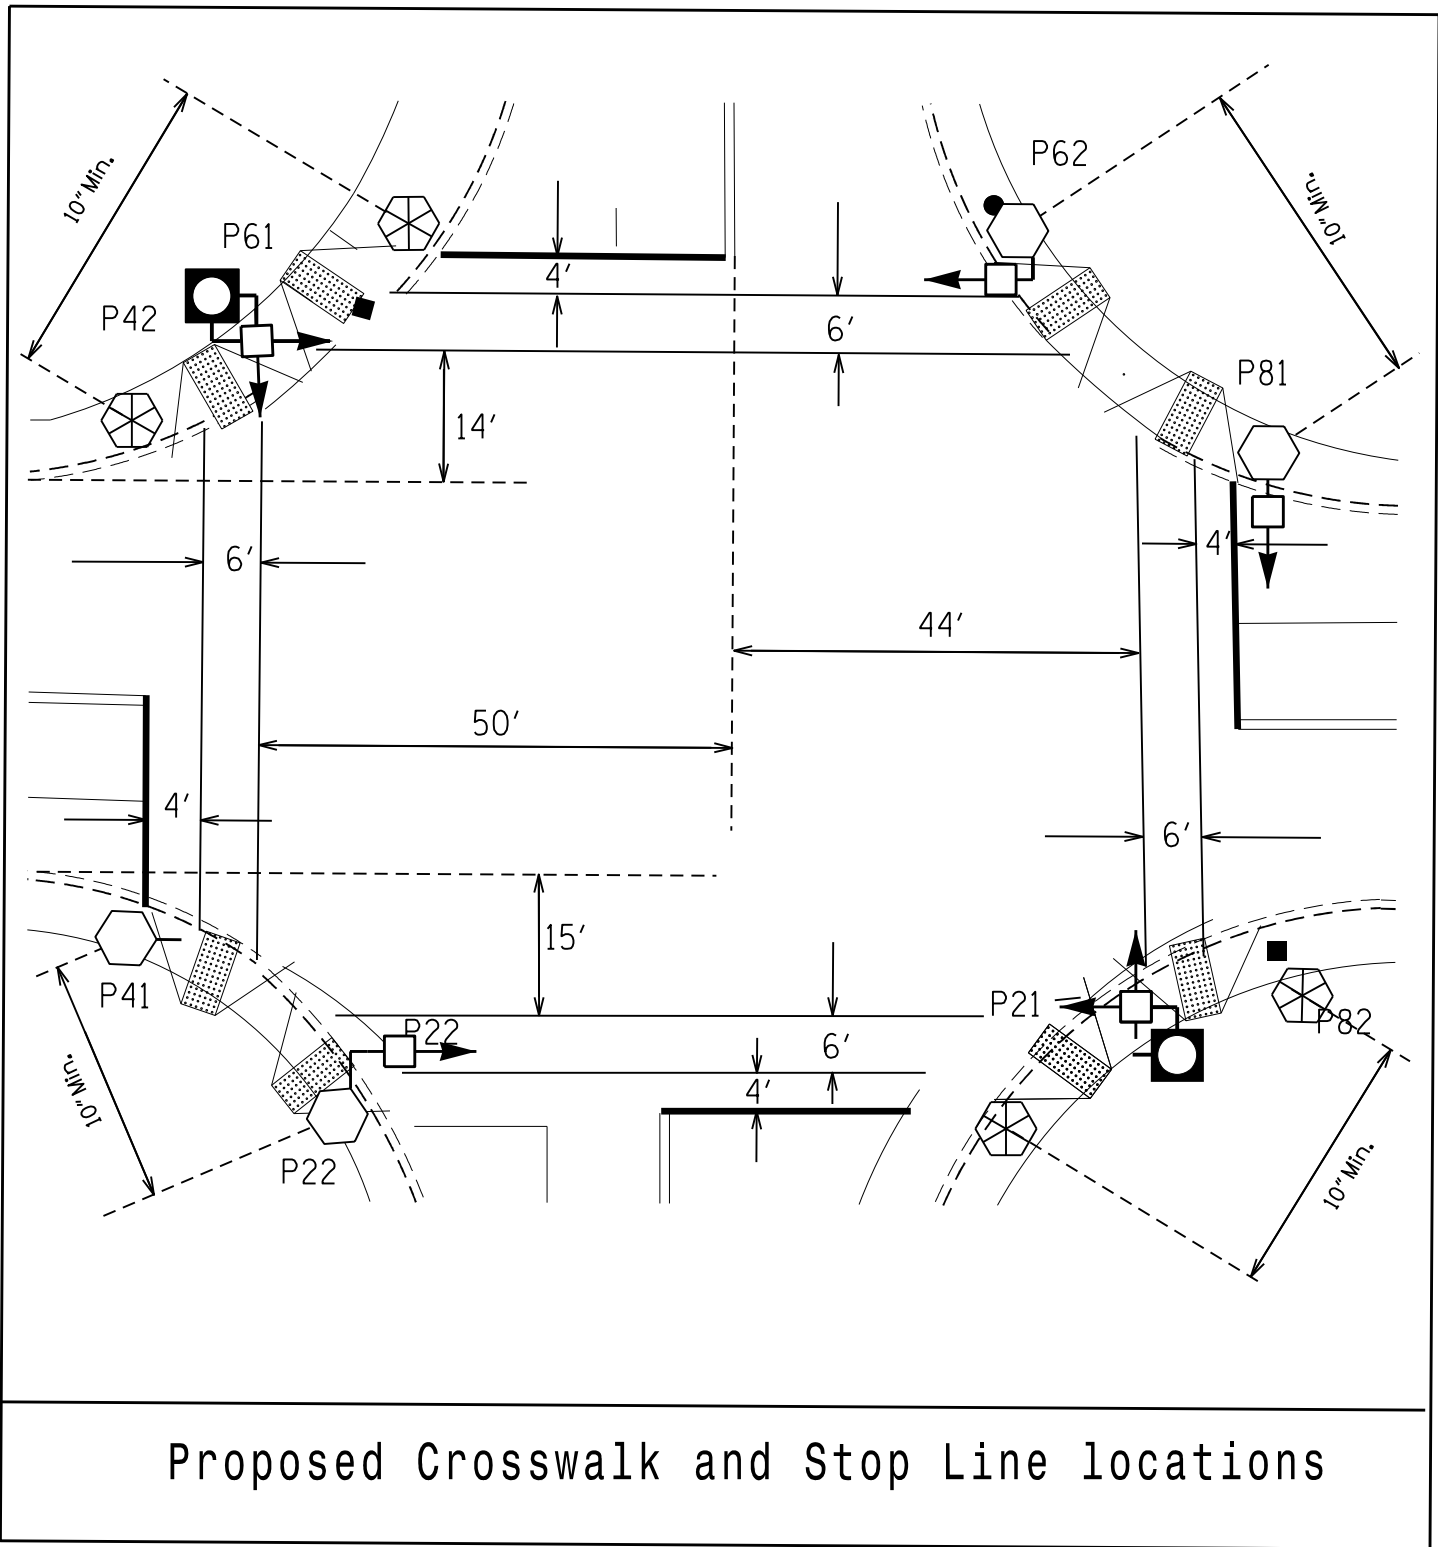 P62
10"Min.
10"Min.
P61
4'
P42
6'
P81
14'
4'
6'
44'
50'
4'
6'
15'
P41
P21
P22
P82
6'
4'
10"Min.
10"Min.
P22
Proposed Crosswalk and Stop Line locations